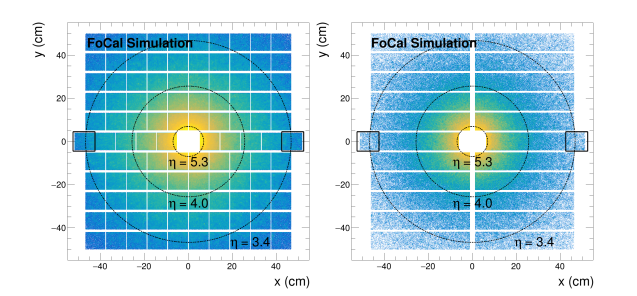 y (cm)
FoCal Simulation
40
20
0
−20
−40
η = 5.3
η = 4.0
η = 3.4
−40 −20 0 20 40
x (cm)
y (cm)
FoCal Simulation
40
20
0
−20
−40
η = 5.3
η = 4.0
η = 3.4
−40 −20 0 20 40
x (cm)